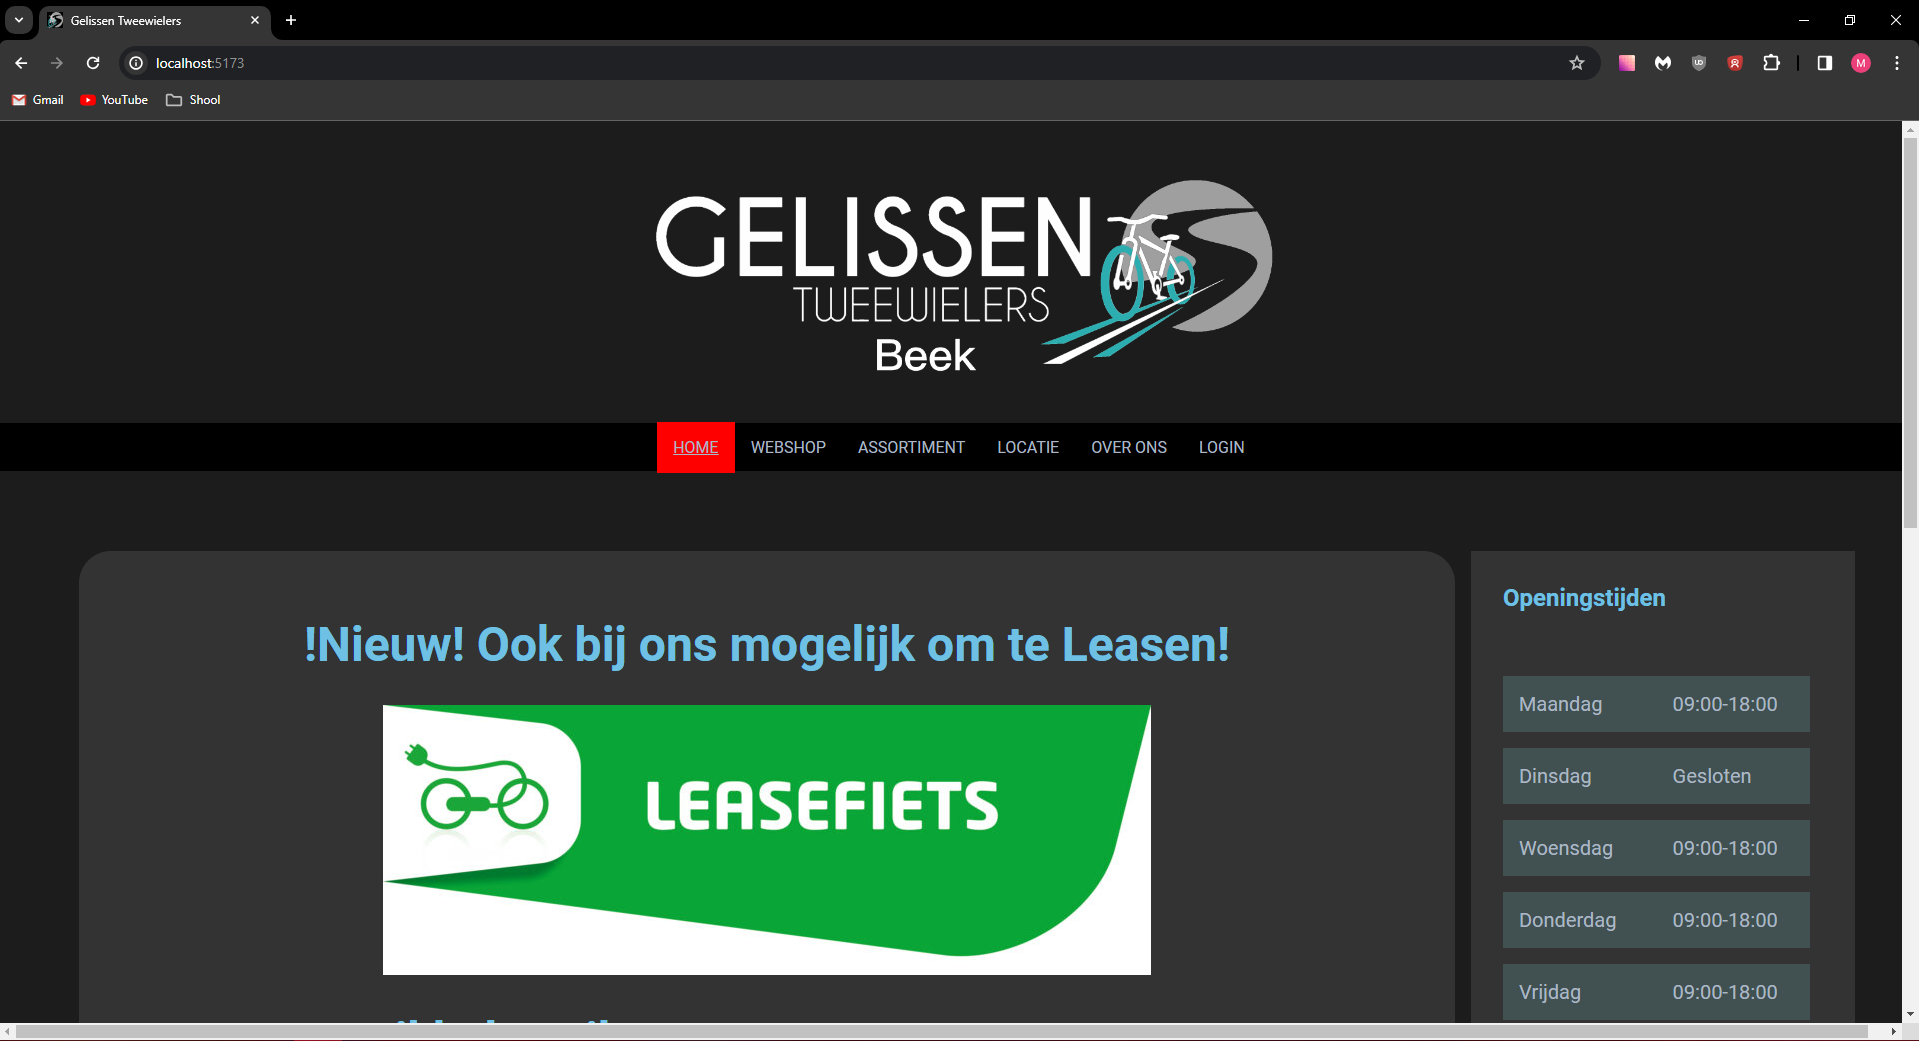 Gelissen Tweewielers
localhost:5173
Gmail
YouTube
Shool
M
GELISSEN
TWEEWIELERS
Beek
HOME WEBSHOP ASSORTIMENT LOCATIE OVER ONS LOGIN
!Nieuw! Ook bij ons mogelijk om te Leasen!
LEASEFIETS
Openingstijden
Maandag 09:00-18:00
Dinsdag Gesloten
Woensdag 09:00-18:00
Donderdag 09:00-18:00
Vrijdag 09:00-18:00